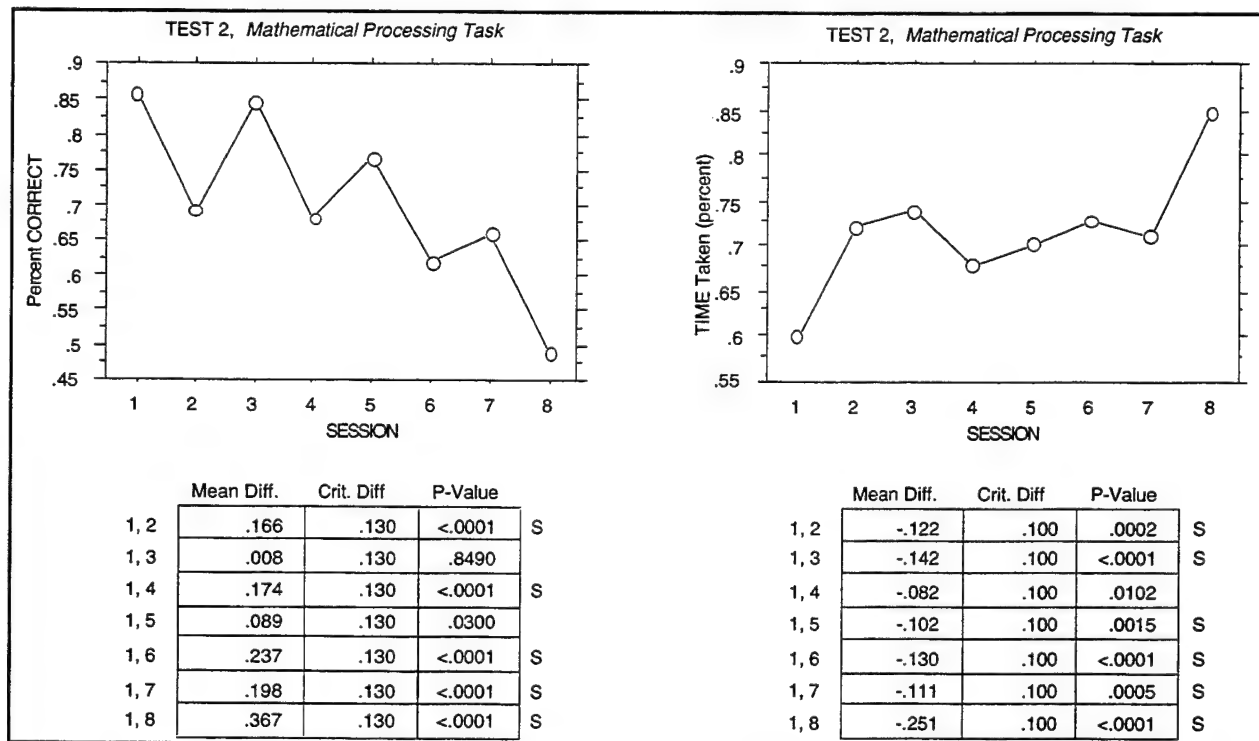 TEST 2, Mathematical Processing Task
.9
.85
.8
.75
.7
.65
.6
.55
.5
.45
Percent CORRECT
1 2 3 4 5 6 7 8
SESSION
Mean Diff. Crit. Diff P-Value
1, 2 .166 .130 <.0001 S
1, 3 .008 .130 .8490
1, 4 .174 .130 <.0001 S
1, 5 .089 .130 .0300
1, 6 .237 .130 <.0001 S
1, 7 .198 .130 <.0001 S
1, 8 .367 .130 <.0001 S
TEST 2, Mathematical Processing Task
.9
.85
.8
.75
.7
.65
.6
.55
TIME Taken (percent)
1 2 3 4 5 6 7 8
SESSION
Mean Diff. Crit. Diff P-Value
1, 2 -.122 .100 .0002 S
1, 3 -.142 .100 <.0001 S
1, 4 -.082 .100 .0102
1, 5 -.102 .100 .0015 S
1, 6 -.130 .100 <.0001 S
1, 7 -.111 .100 .0005 S
1, 8 -.251 .100 <.0001 S